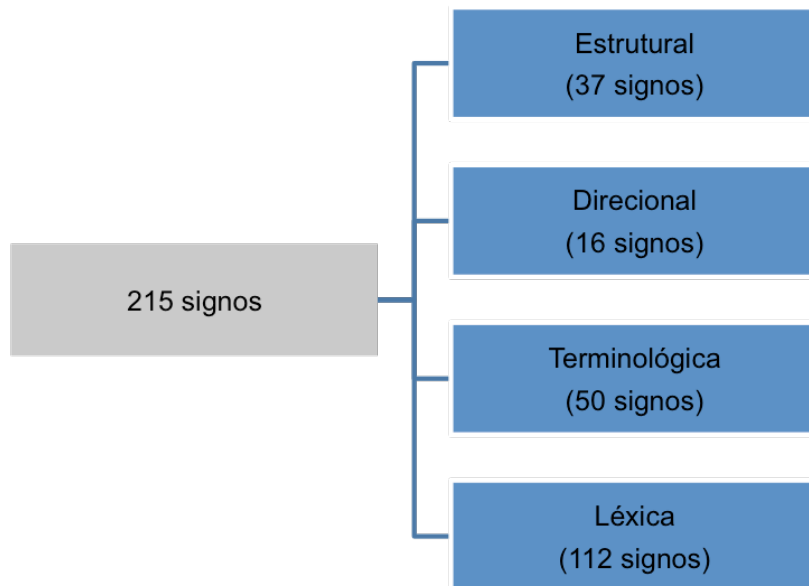 Estrutural
(37 signos)
Direcional
(16 signos)
215 signos
Terminológica
(50 signos)
Léxica
(112 signos)